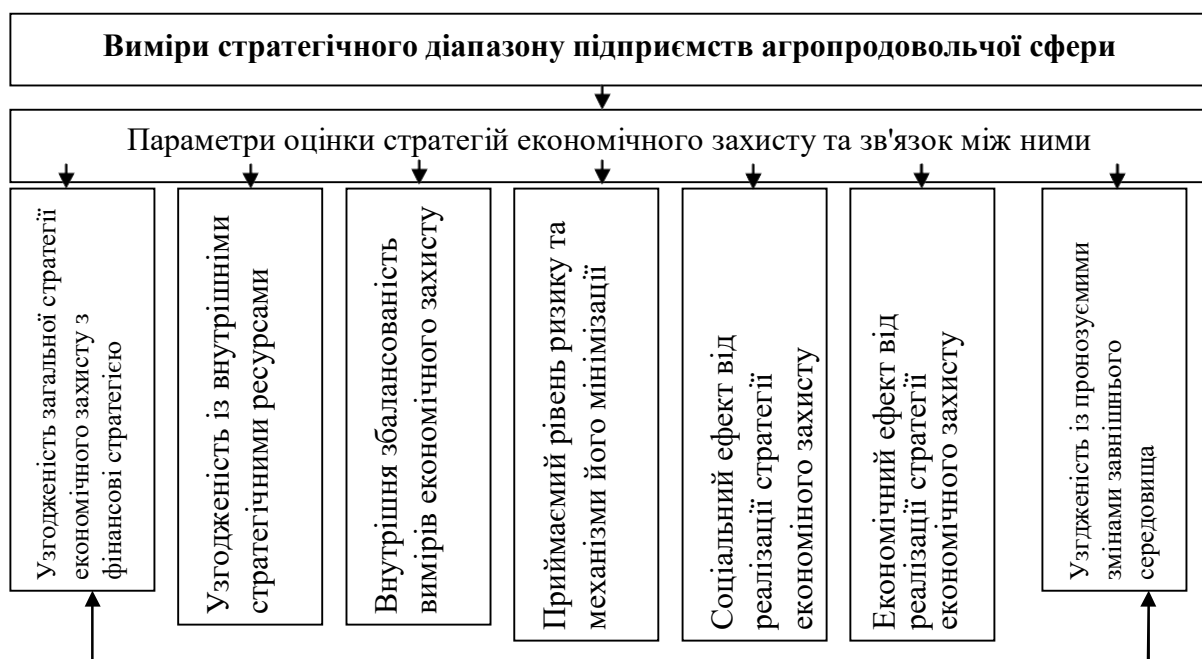 Виміри стратегічного діапазону підприємств агропродовольчої сфери
Параметри оцінки стратегій економічного захисту та зв'язок між ними
Узгодженість загальної стратегії
економічного захисту з
фінансові стратегією
Узгодженість із внутрішніми
стратегічними ресурсами
Внутрішня збалансованість
вимірів економічного захисту
Приймаємий рівень ризику та
механізми його мінімізації
Соціальний ефект від
реалізації стратегії
економіного захисту
Економічний ефект від
реалізації стратегії
економічного захисту
Узгдженість із пронозуємими
змінами завнішнього
середовища